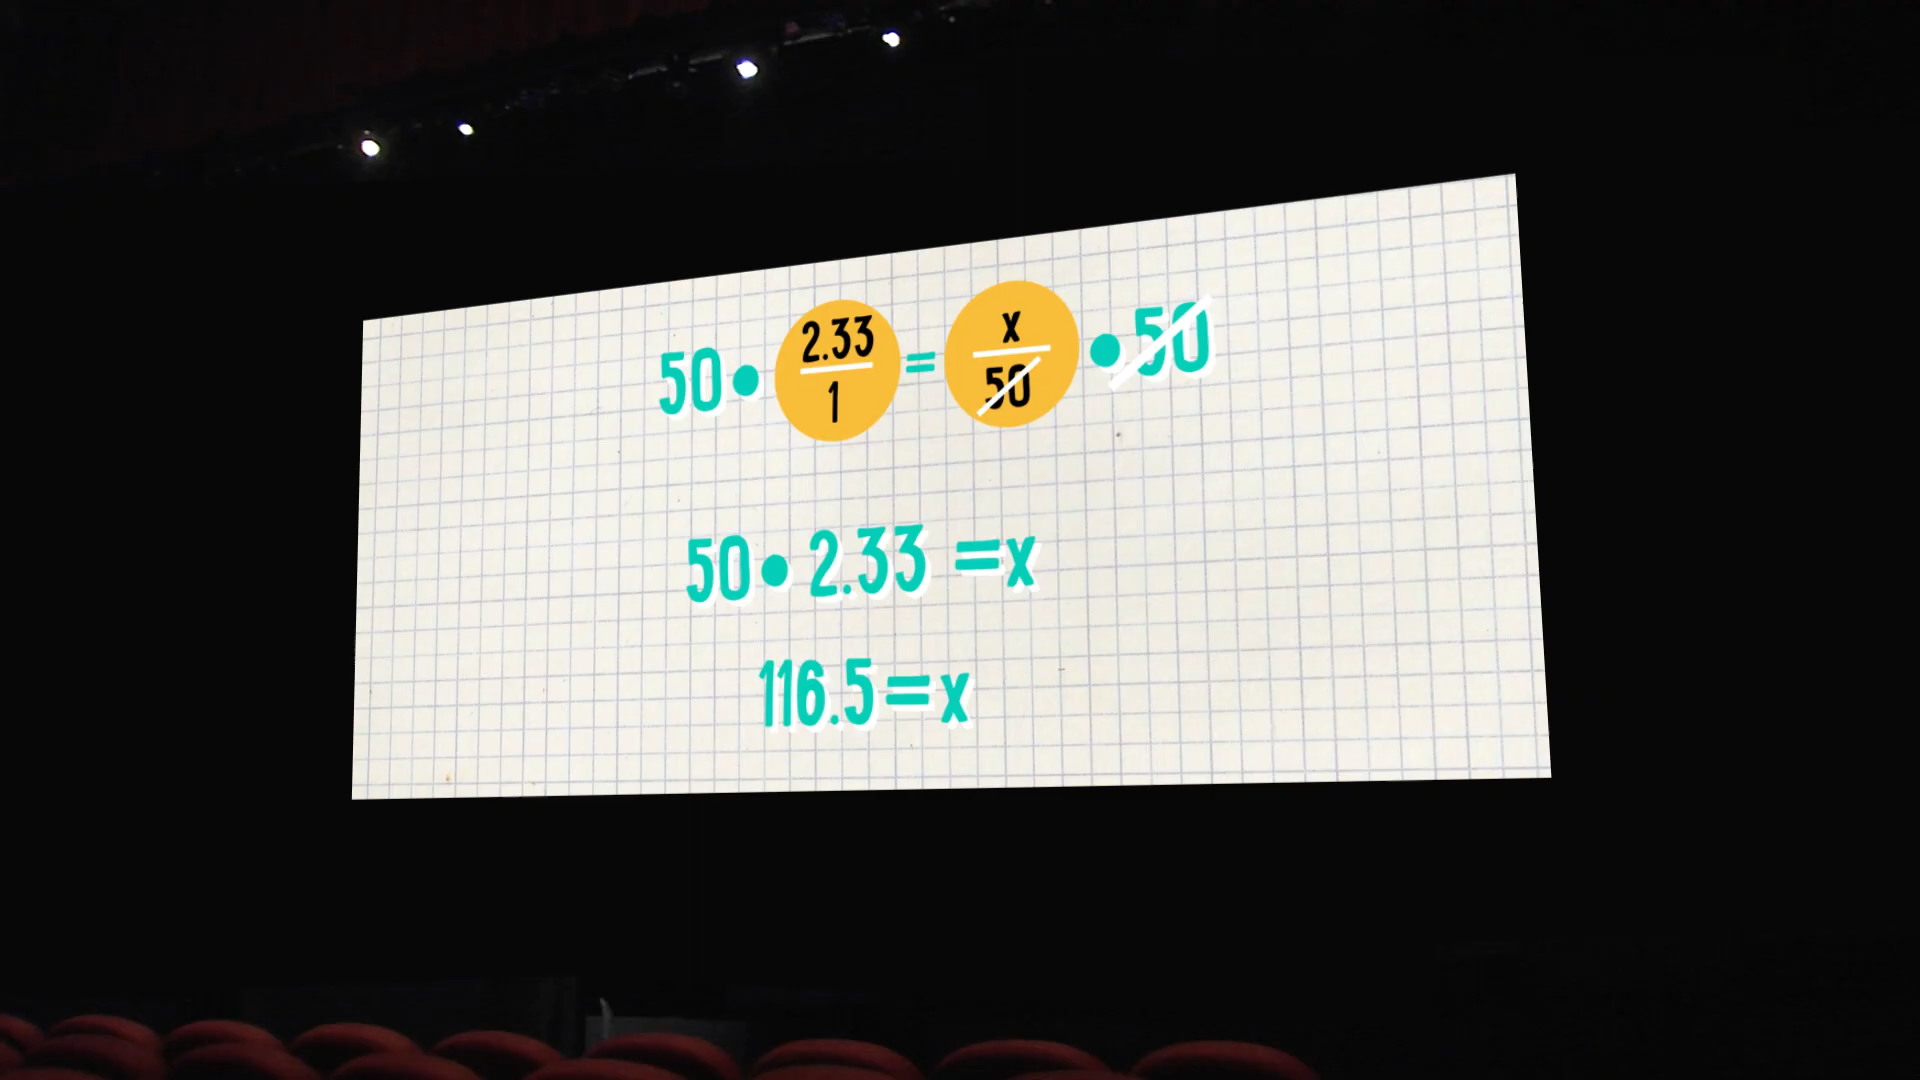 50 • 2.33/1 = x/50 • 50
50 • 2.33 = x
116.5 = x